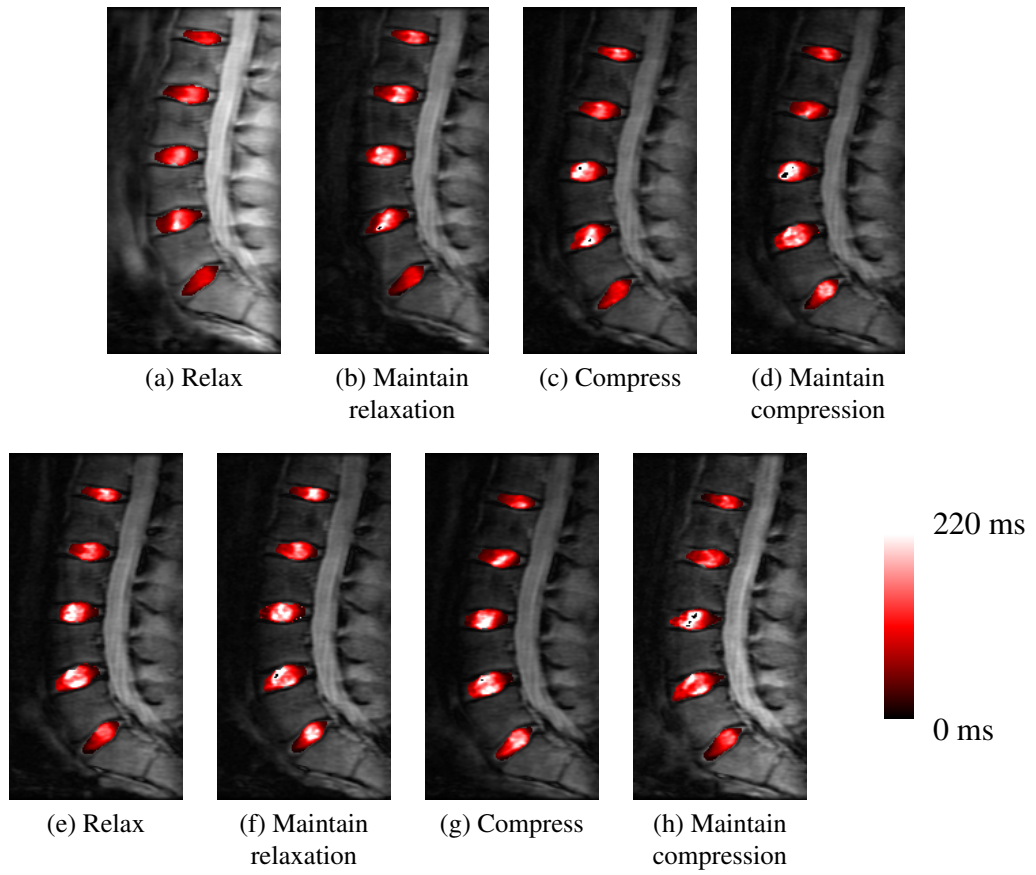 (a) Relax
(b) Maintain
relaxation
(c) Compress
(d) Maintain
compression
220 ms
0 ms
(e) Relax
(f) Maintain
relaxation
(g) Compress
(h) Maintain
compression